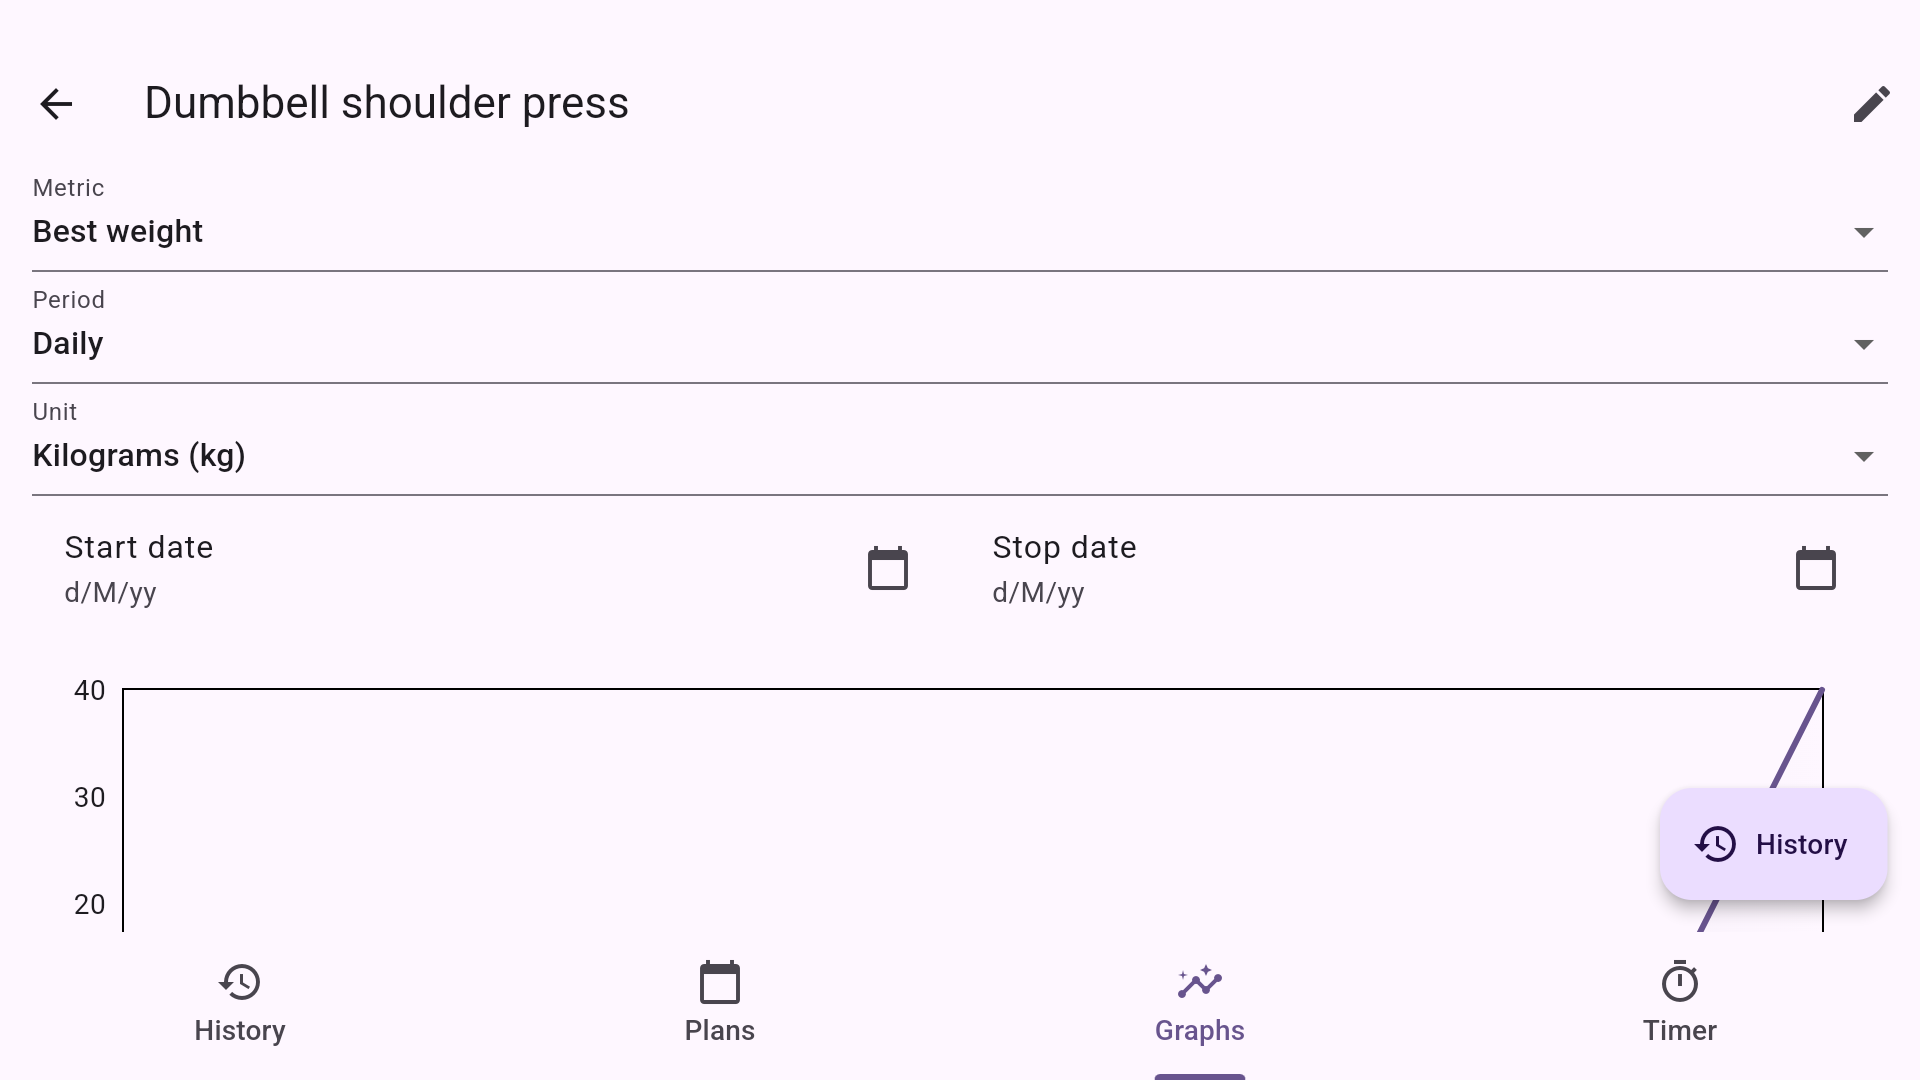 Dumbbell shoulder press
Metric
Best weight
Period
Daily
Unit
Kilograms (kg)
Start date
d/M/yy
Stop date
d/M/yy
40
30
20
History
History
Plans
Graphs
Timer